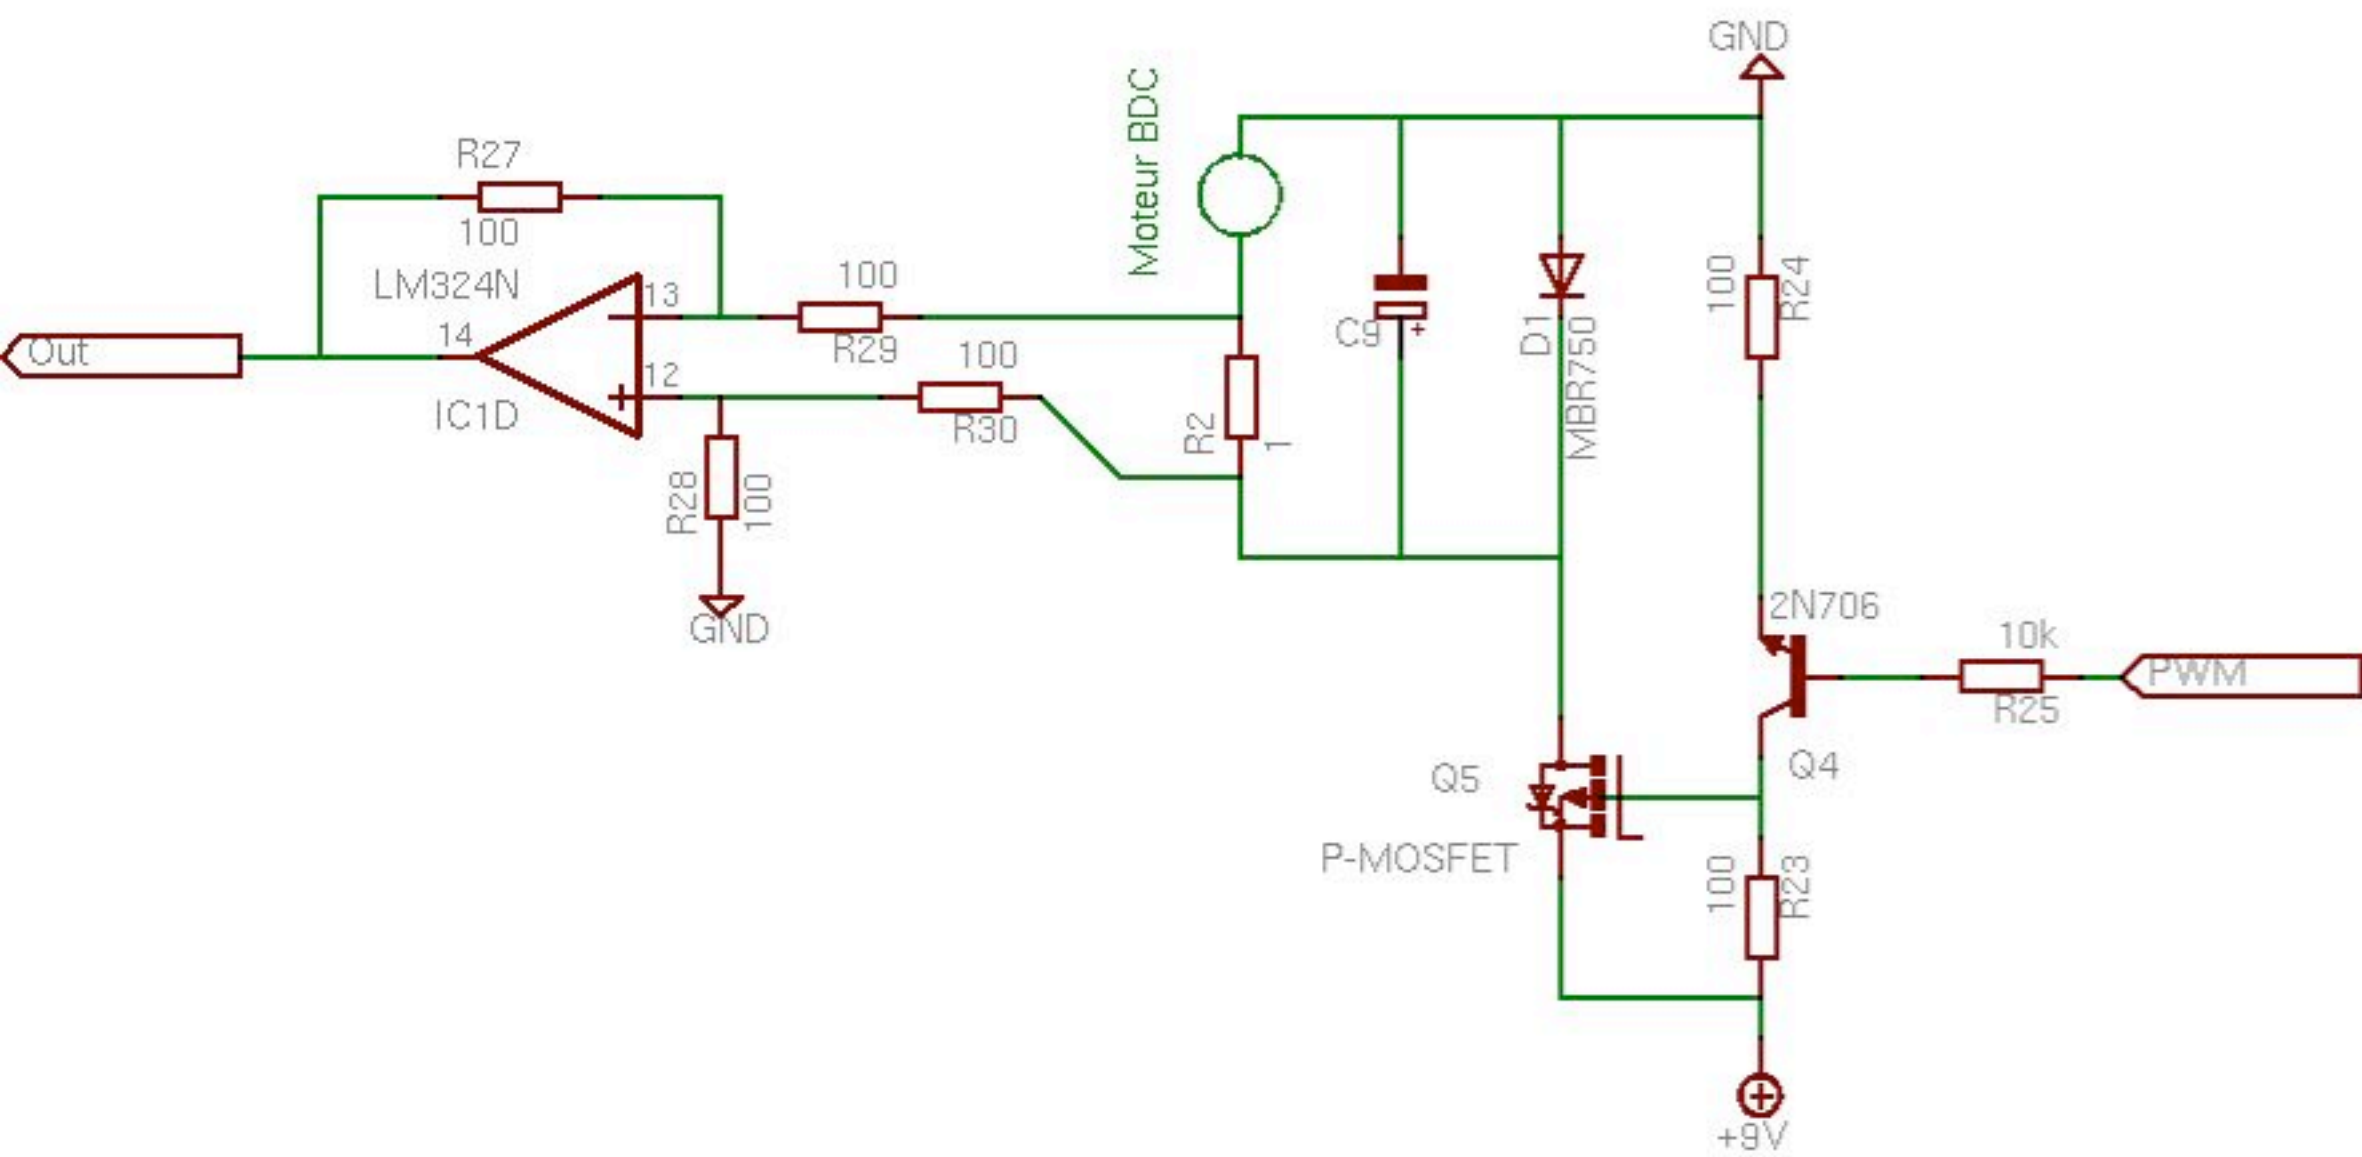 GND
Moteur BDC
R27
100
LM324N
13
14
12
IC1D
Out
100
R29
100
R30
R28
100
GND
R2
1
C9
+
D1
MBR750
100
R24
2N706
10k
R25
PWM
Q4
Q5
P-MOSFET
100
R23
+9V